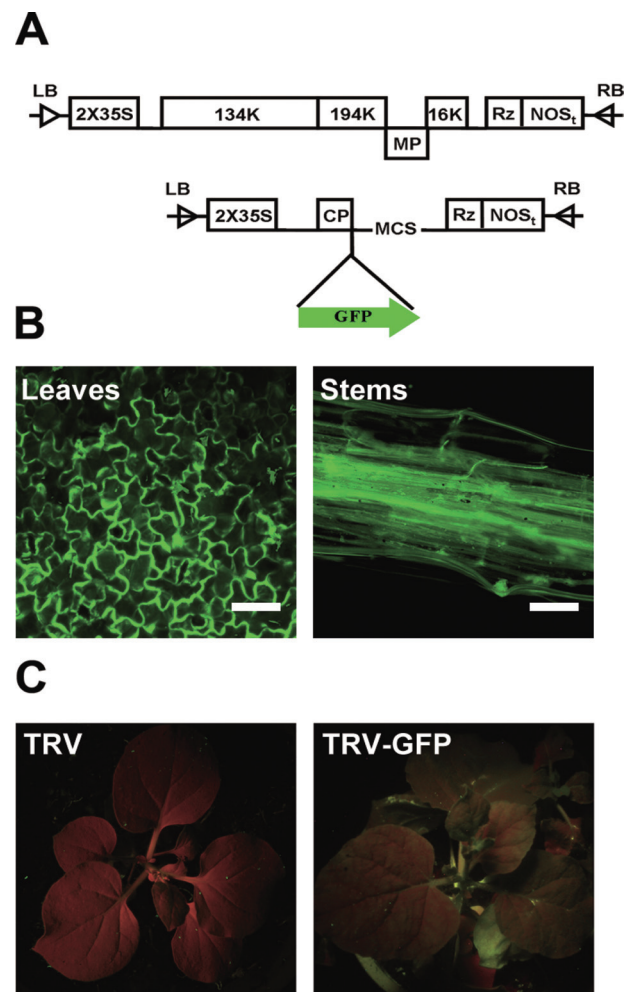 A
LB RB
2X35S 134K 194K 16K Rz NOSt
MP
LB RB
2X35S CP MCS Rz NOSt
GFP
B
Leaves Stems
C
TRV TRV-GFP